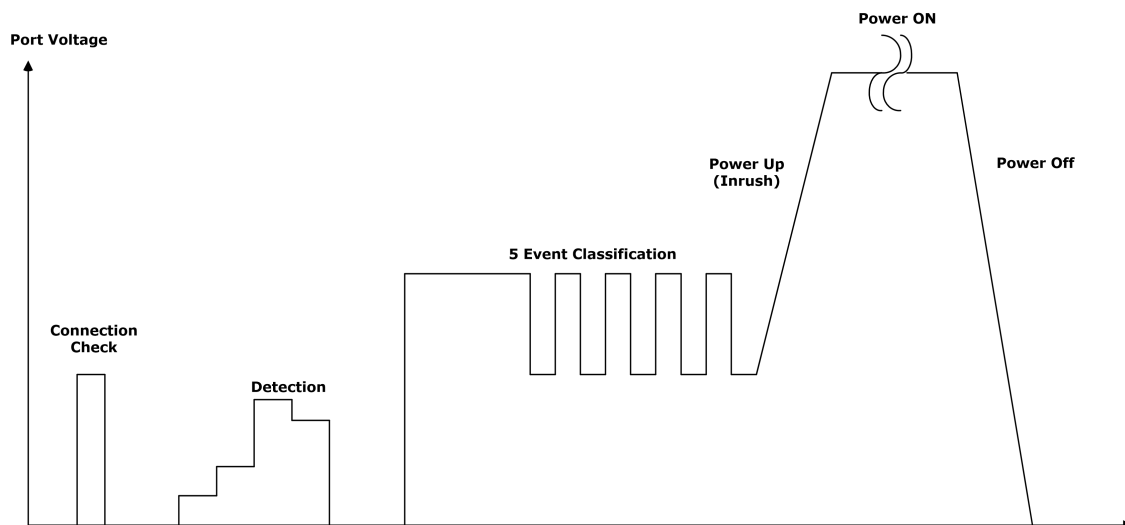 Power ON
Port Voltage
Power Up
(Inrush)
Power Off
5 Event Classification
Connection
Check
Detection